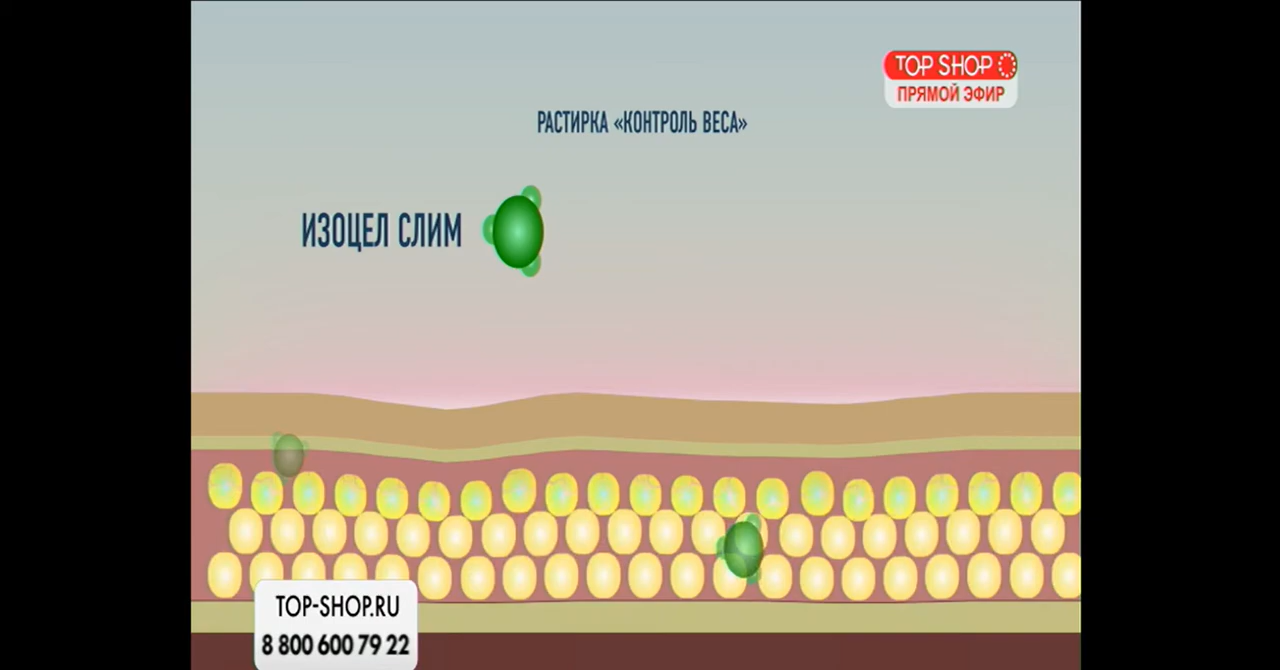 TOP SHOP
ПРЯМОЙ ЭФИР
РАСТИРКА «КОНТРОЛЬ ВЕСА»
ИЗОЦЕЛ СЛИМ
TOP-SHOP.RU
8 800 600 79 22